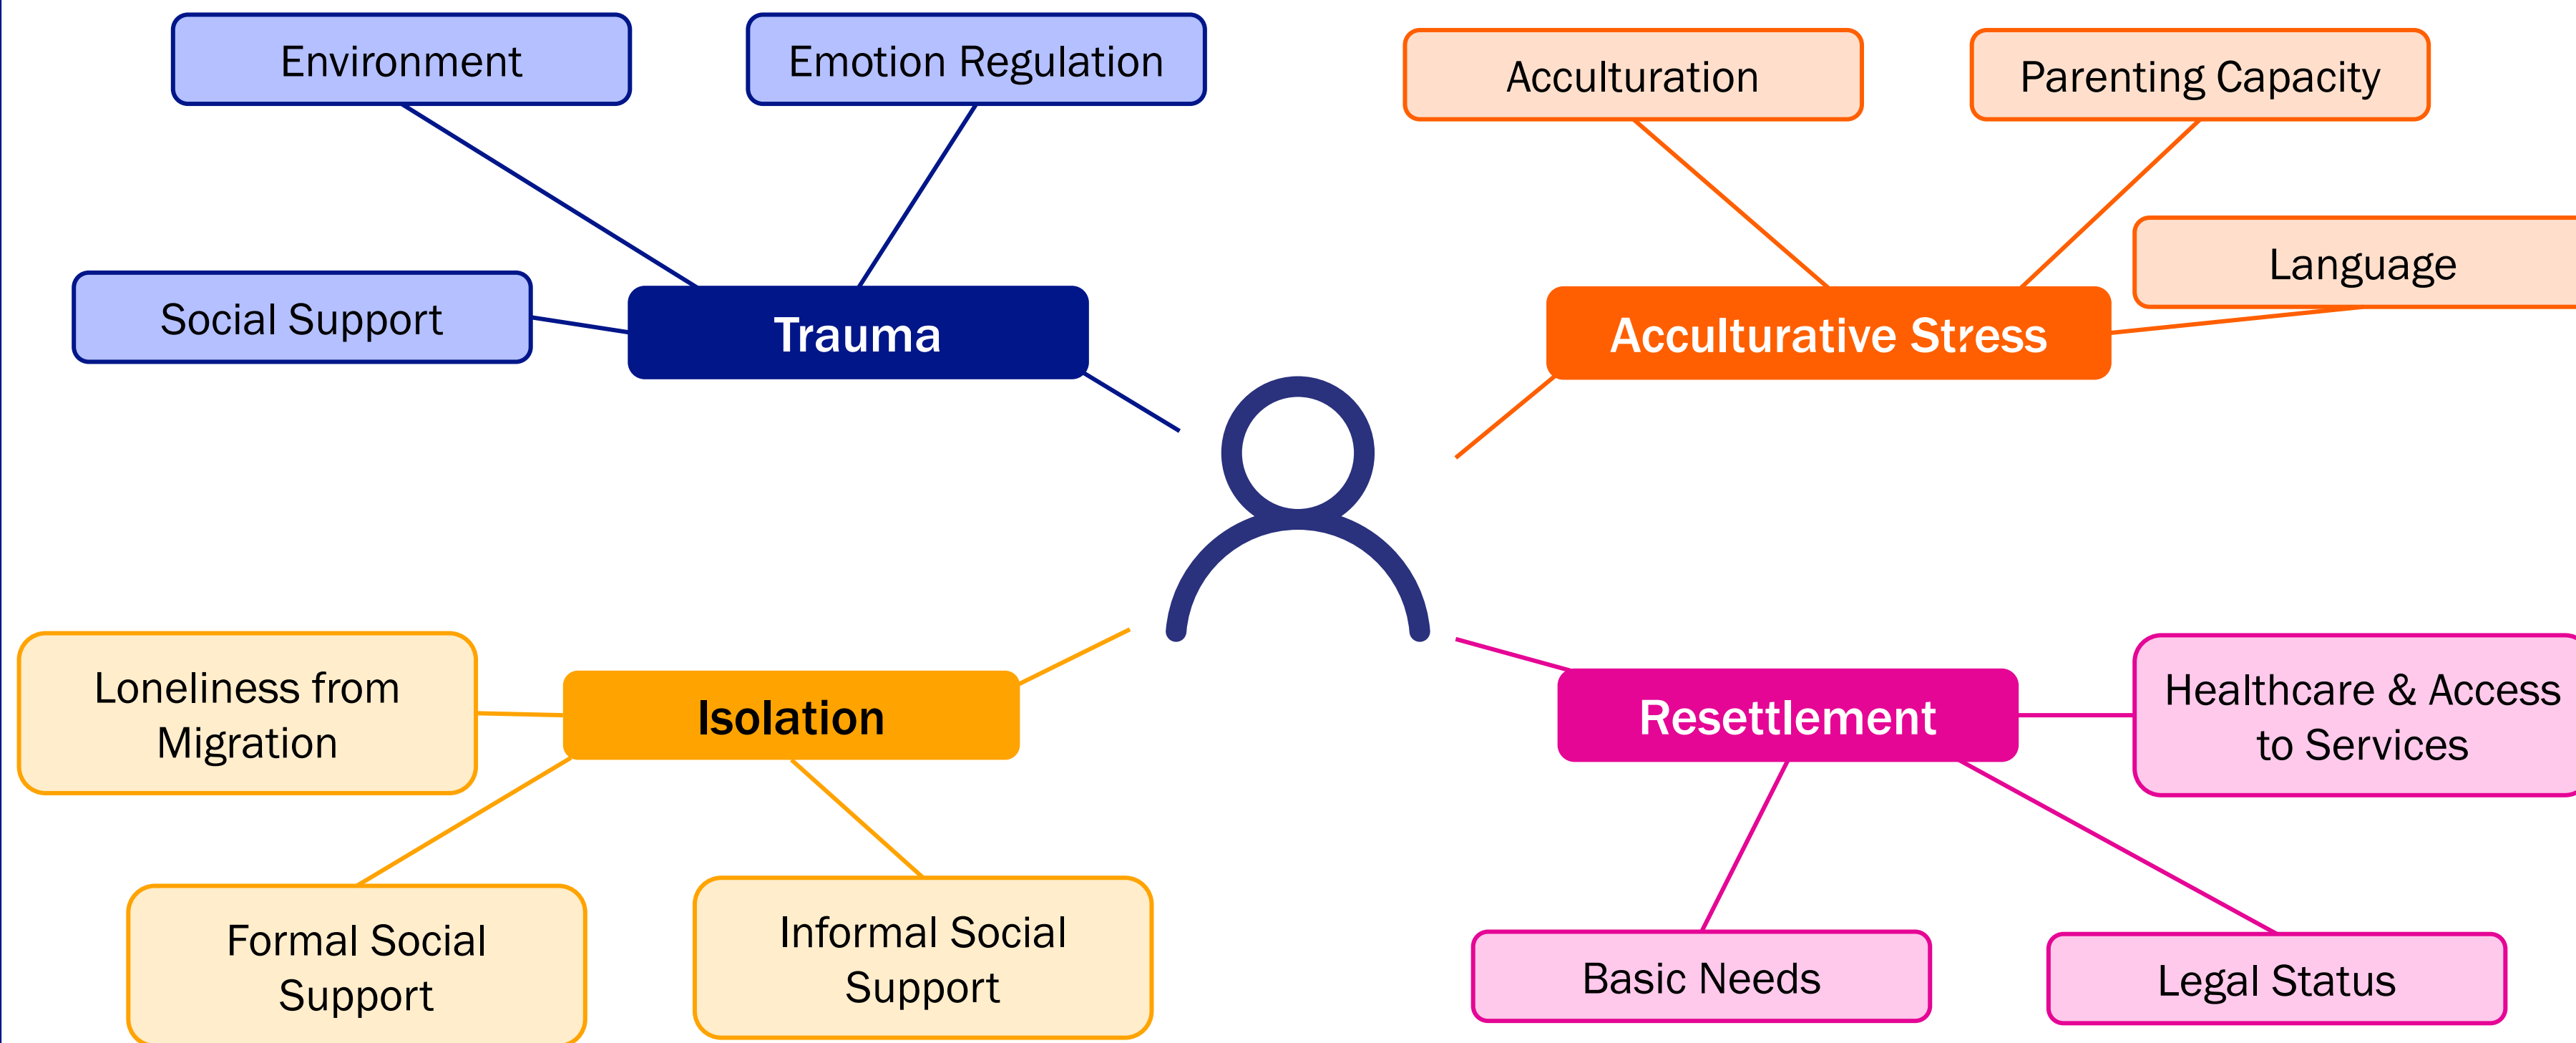 Environment
Emotion Regulation
Acculturation
Parenting Capacity
Social Support
Trauma
Acculturative Stress
Language
Loneliness from
Migration
Isolation
Resettlement
Healthcare & Access
to Services
Formal Social
Support
Informal Social
Support
Basic Needs
Legal Status